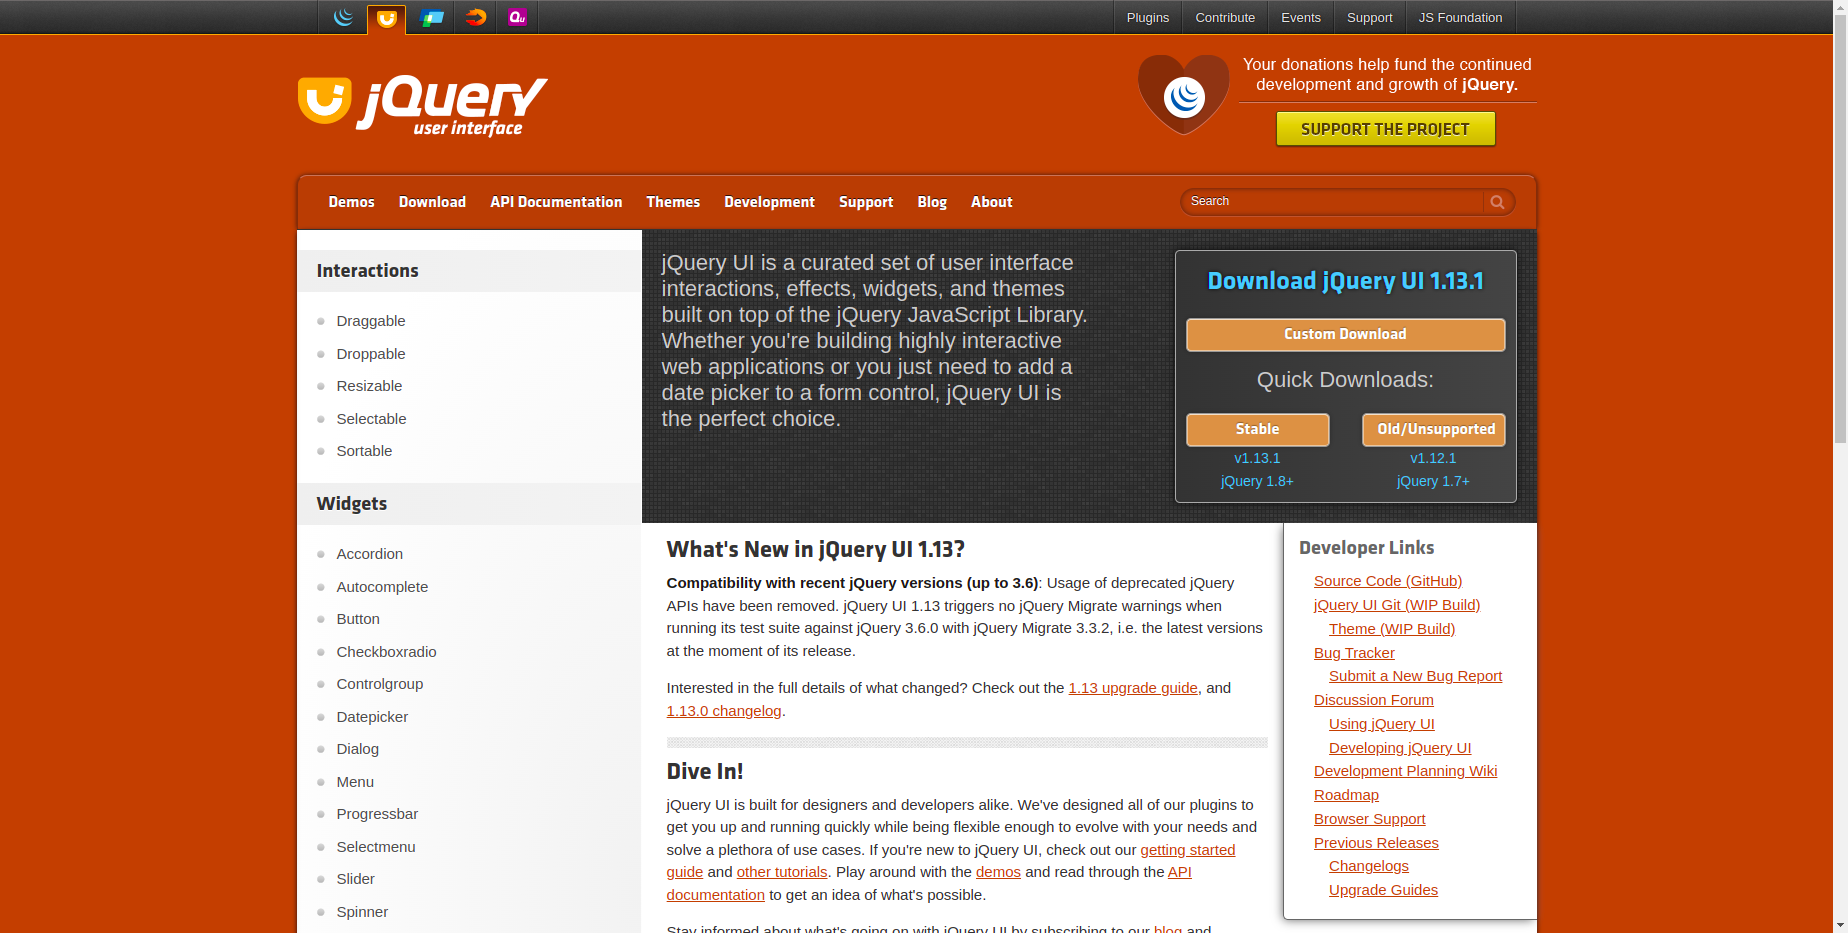 Qu
Plugins
Contribute
Events
Support
JS Foundation
jQuery
user interface
Your donations help fund the continued
development and growth of jQuery.
SUPPORT THE PROJECT
Demos
Download
API Documentation
Themes
Development
Support
Blog
About
Search
Interactions
Draggable
Droppable
Resizable
Selectable
Sortable
Widgets
Accordion
Autocomplete
Button
Checkboxradio
Controlgroup
Datepicker
Dialog
Menu
Progressbar
Selectmenu
Slider
Spinner
jQuery UI is a curated set of user interface
interactions, effects, widgets, and themes
built on top of the jQuery JavaScript Library.
Whether you're building highly interactive
web applications or you just need to add a
date picker to a form control, jQuery UI is
the perfect choice.
Download jQuery UI 1.13.1
Custom Download
Quick Downloads:
Stable
v1.13.1
jQuery 1.8+
Old/Unsupported
v1.12.1
jQuery 1.7+
What's New in jQuery UI 1.13?
Compatibility with recent jQuery versions (up to 3.6): Usage of deprecated jQuery
APIs have been removed. jQuery UI 1.13 triggers no jQuery Migrate warnings when
running its test suite against jQuery 3.6.0 with jQuery Migrate 3.3.2, i.e. the latest versions
at the moment of its release.
Interested in the full details of what changed? Check out the 1.13 upgrade guide, and
1.13.0 changelog.
Dive In!
jQuery UI is built for designers and developers alike. We've designed all of our plugins to
get you up and running quickly while being flexible enough to evolve with your needs and
solve a plethora of use cases. If you're new to jQuery UI, check out our getting started
guide and other tutorials. Play around with the demos and read through the API
documentation to get an idea of what's possible.
Stay informed about what's going on with jQuery UI by subscribing to our blog and
Developer Links
Source Code (GitHub)
jQuery UI Git (WIP Build)
Theme (WIP Build)
Bug Tracker
Submit a New Bug Report
Discussion Forum
Using jQuery UI
Developing jQuery UI
Development Planning Wiki
Roadmap
Browser Support
Previous Releases
Changelogs
Upgrade Guides